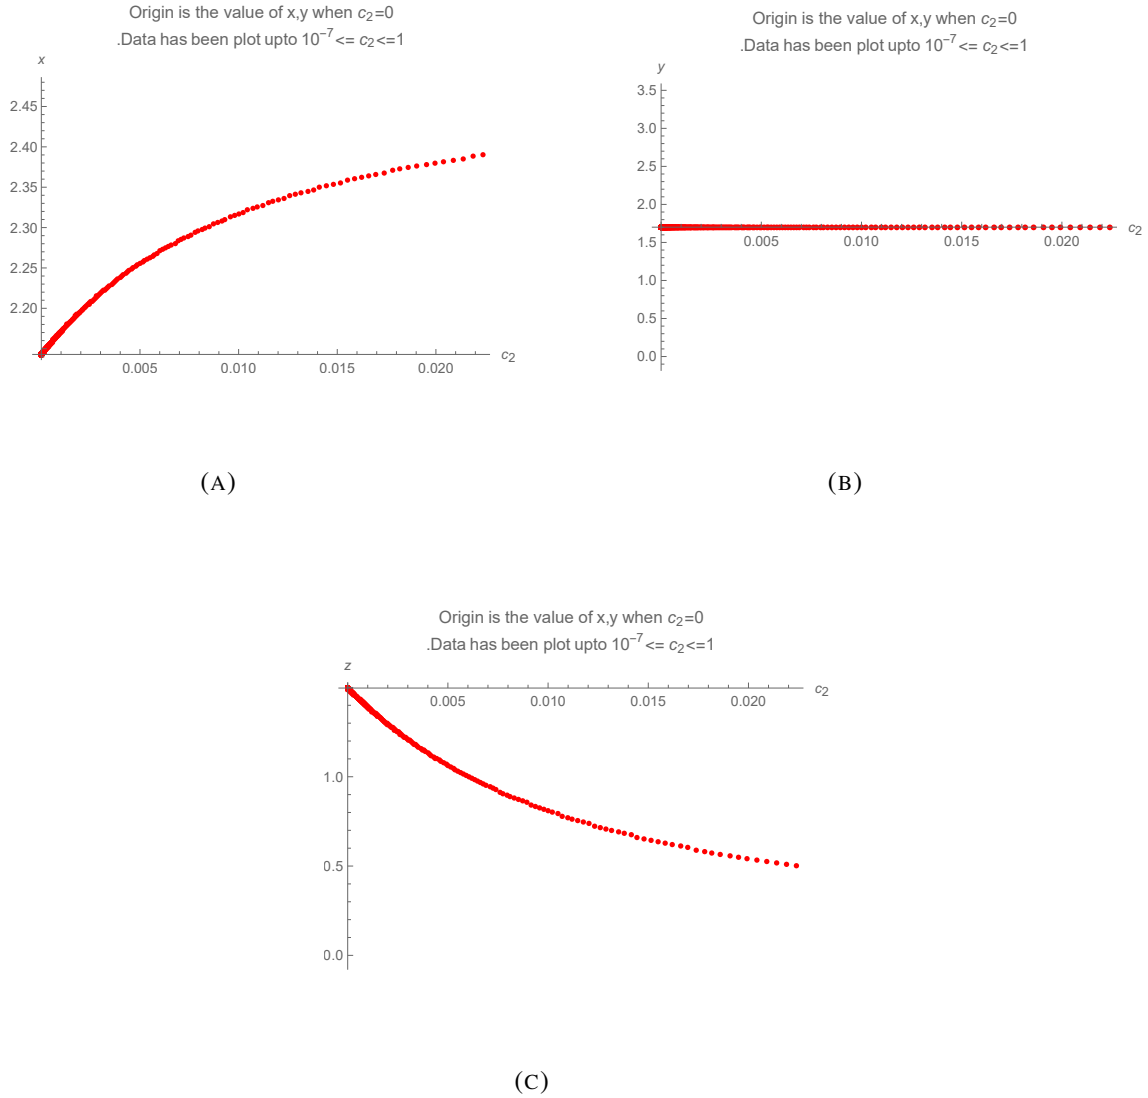 Origin is the value of x,y when c₂=0
.Data has been plot upto 10⁻⁷ <= c₂<=1
x
2.45
2.40
2.35
2.30
2.25
2.20
0.005 0.010 0.015 0.020 c₂
(A)
Origin is the value of x,y when c₂=0
.Data has been plot upto 10⁻⁷ <= c₂<=1
y
3.5
3.0
2.5
2.0
1.5
1.0
0.5
0.0
0.005 0.010 0.015 0.020 c₂
(B)
Origin is the value of x,y when c₂=0
.Data has been plot upto 10⁻⁷ <= c₂<=1
z
0.005 0.010 0.015 0.020 c₂
1.0
0.5
0.0
(C)